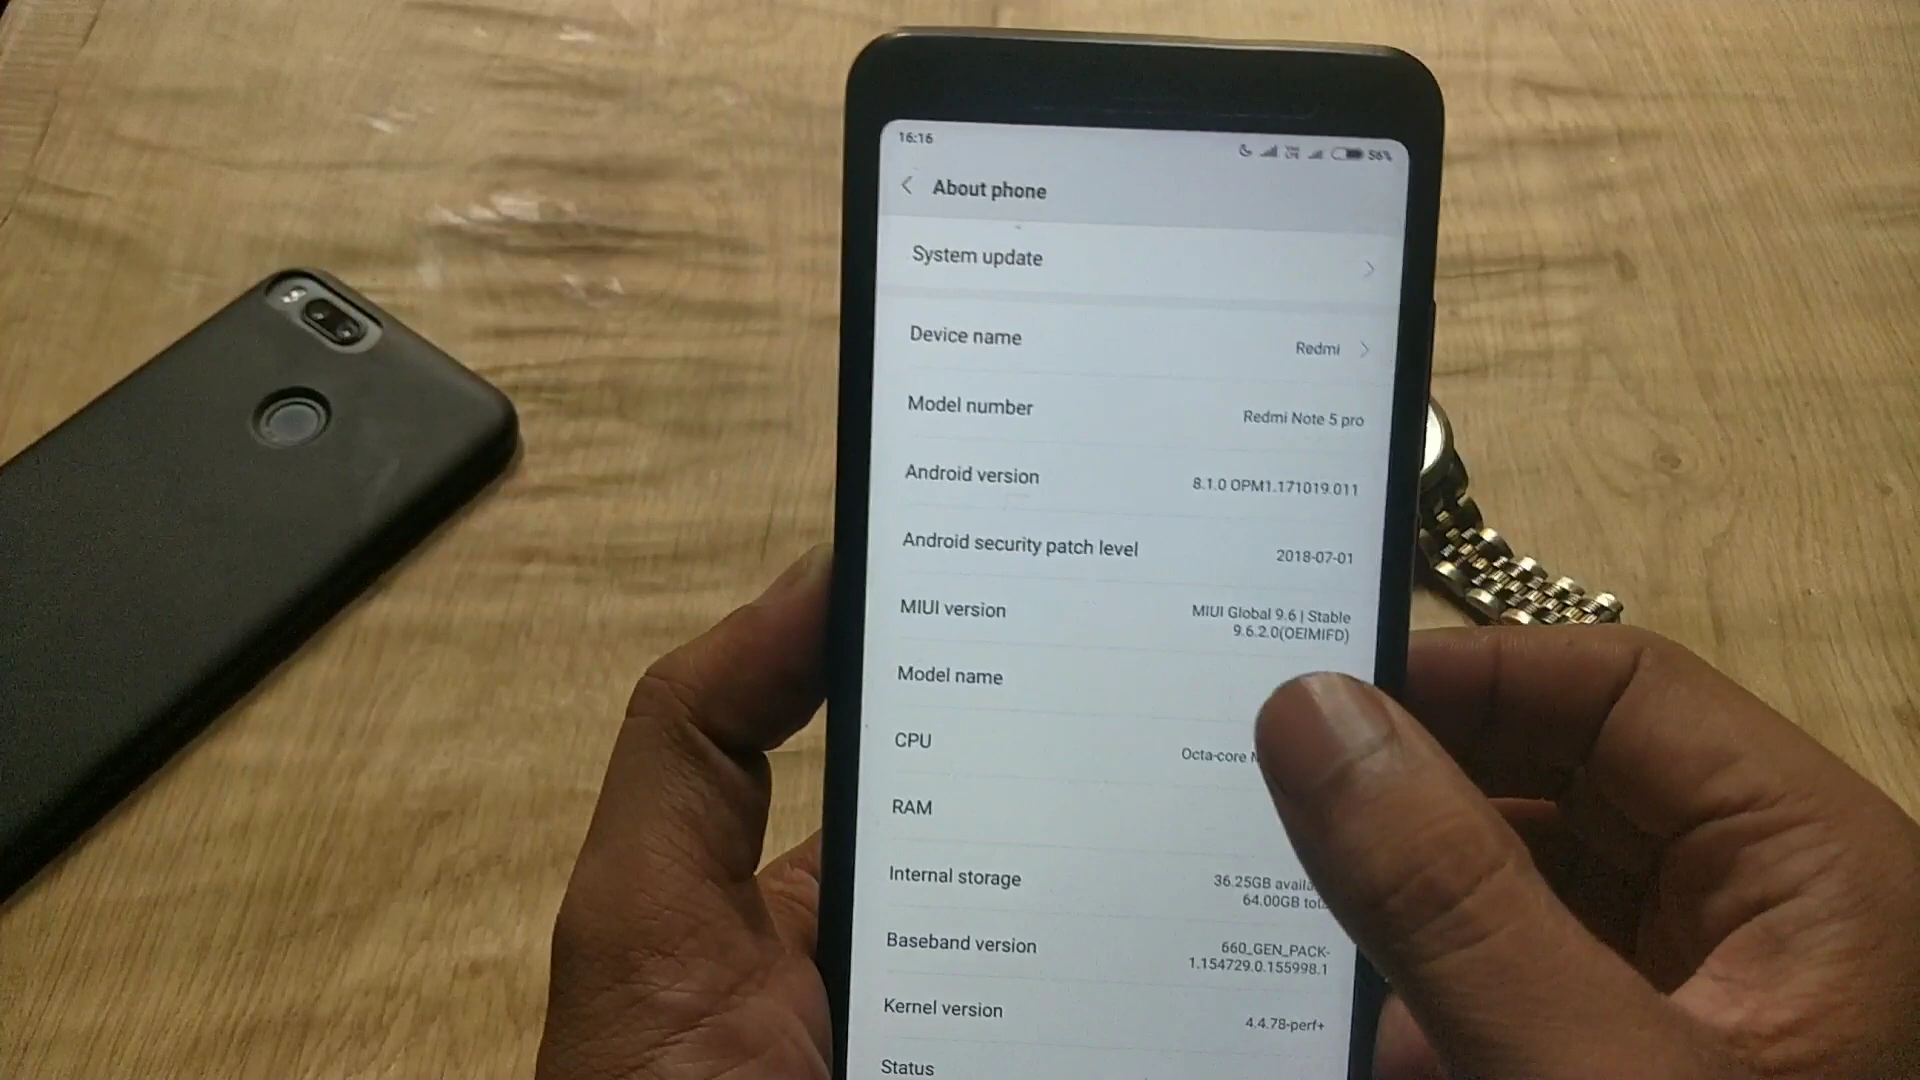 16:16
56%
About phone
System update
Device name
Redmi
Model number
Redmi Note 5 pro
Android version
8.1.0 OPM1.171019.011
Android security patch level
2018-07-01
MIUI version
MIUI Global 9.6 | Stable
9.6.2.0(OEIMIFD)
Model name
CPU
Octa-core
RAM
Internal storage
36.25GB
64.00GB
Baseband version
660_GEN_PACK-
1.154729.0.155998.1
Kernel version
4.4.78-perf+
Status